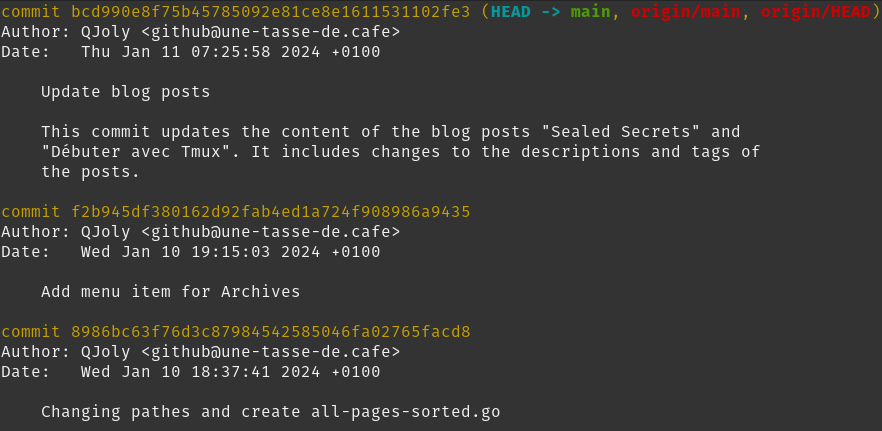 commit bcd990e8f75b45785092e81ce8e1611531102fe3 (HEAD -> main, origin/main, origin/HEAD)
Author: QJoly <github@une-tasse-de.cafe>
Date:   Thu Jan 11 07:25:58 2024 +0100
Update blog posts
This commit updates the content of the blog posts "Sealed Secrets" and
"Débuter avec Tmux". It includes changes to the descriptions and tags of
the posts.
commit f2b945df380162d92fab4ed1a724f908986a9435
Author: QJoly <github@une-tasse-de.cafe>
Date:   Wed Jan 10 19:15:03 2024 +0100
Add menu item for Archives
commit 8986bc63f76d3c87984542585046fa02765facd8
Author: QJoly <github@une-tasse-de.cafe>
Date:   Wed Jan 10 18:37:41 2024 +0100
Changing pathes and create all-pages-sorted.go